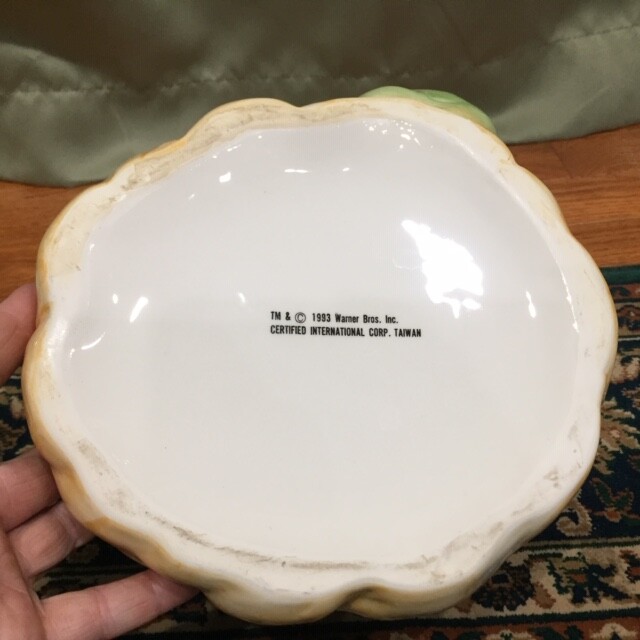 TM & © 1993 Warner Bros. Inc.
CERTIFIED INTERNATIONAL CORP. TAIWAN